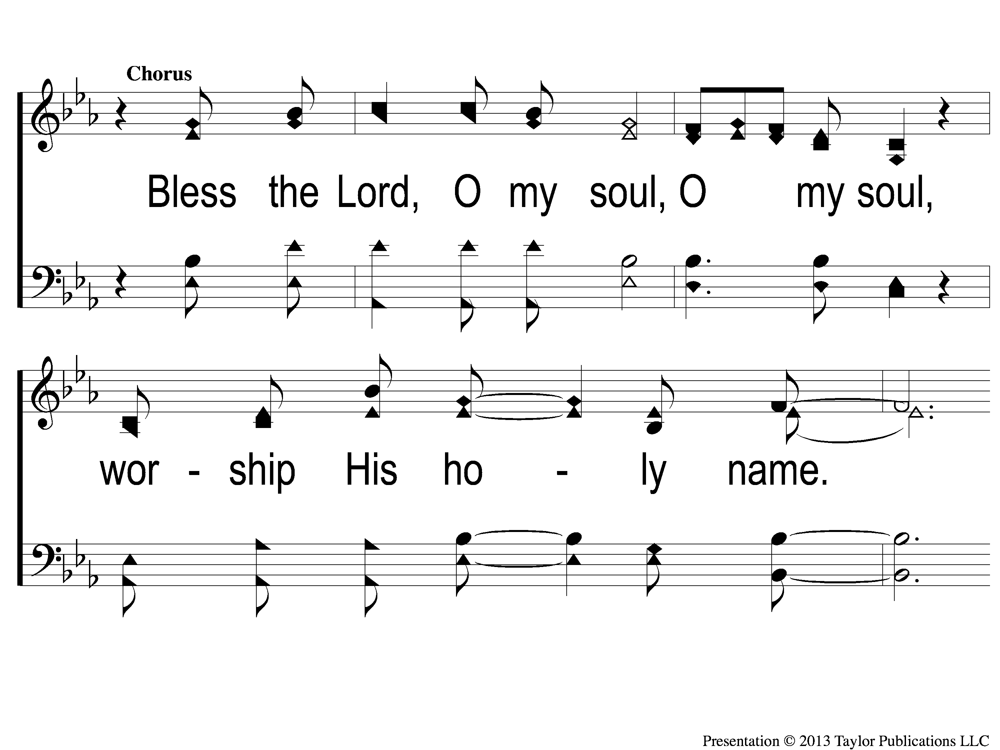 Chorus
Bless the Lord, O my soul, O my soul,
wor - ship His ho - ly name.
Presentation © 2013 Taylor Publications LLC